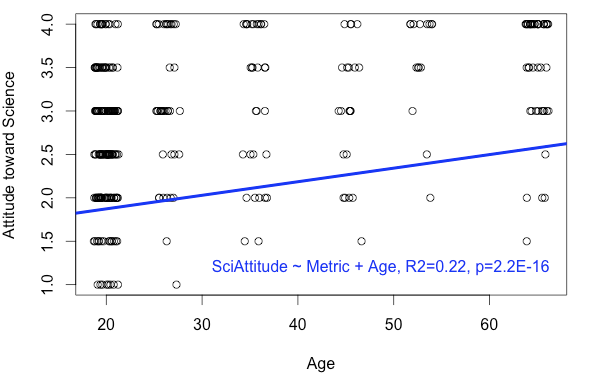 4.0
3.5
3.0
2.5
2.0
1.5
1.0
Attitude toward Science
SciAttitude ~ Metric + Age, R2=0.22, p=2.2E-16
20 30 40 50 60
Age